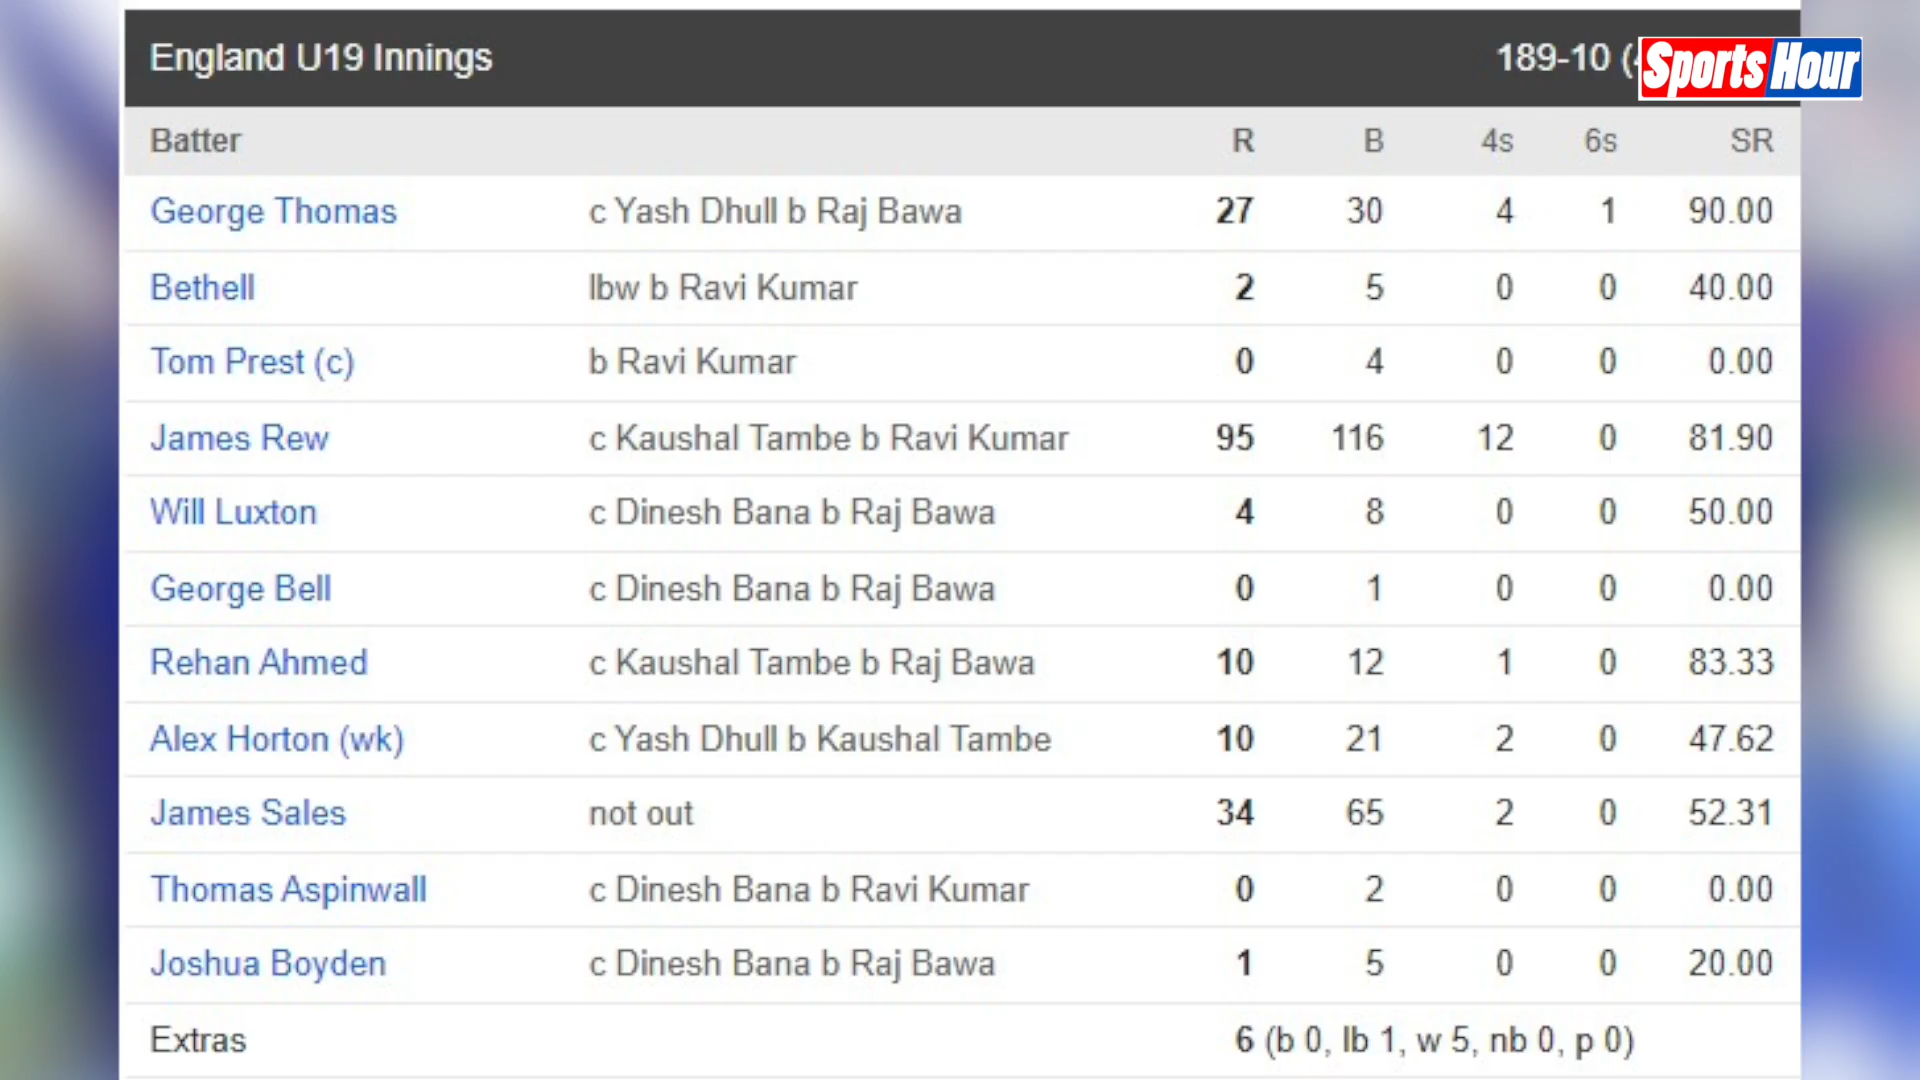 England U19 Innings 189-10 (
SportsHour
Batter R B 4s 6s SR
George Thomas c Yash Dhull b Raj Bawa 27 30 4 1 90.00
Bethell lbw b Ravi Kumar 2 5 0 0 40.00
Tom Prest (c) b Ravi Kumar 0 4 0 0 0.00
James Rew c Kaushal Tambe b Ravi Kumar 95 116 12 0 81.90
Will Luxton c Dinesh Bana b Raj Bawa 4 8 0 0 50.00
George Bell c Dinesh Bana b Raj Bawa 0 1 0 0 0.00
Rehan Ahmed c Kaushal Tambe b Raj Bawa 10 12 1 0 83.33
Alex Horton (wk) c Yash Dhull b Kaushal Tambe 10 21 2 0 47.62
James Sales not out 34 65 2 0 52.31
Thomas Aspinwall c Dinesh Bana b Ravi Kumar 0 2 0 0 0.00
Joshua Boyden c Dinesh Bana b Raj Bawa 1 5 0 0 20.00
Extras 6 (b 0, lb 1, w 5, nb 0, p 0)